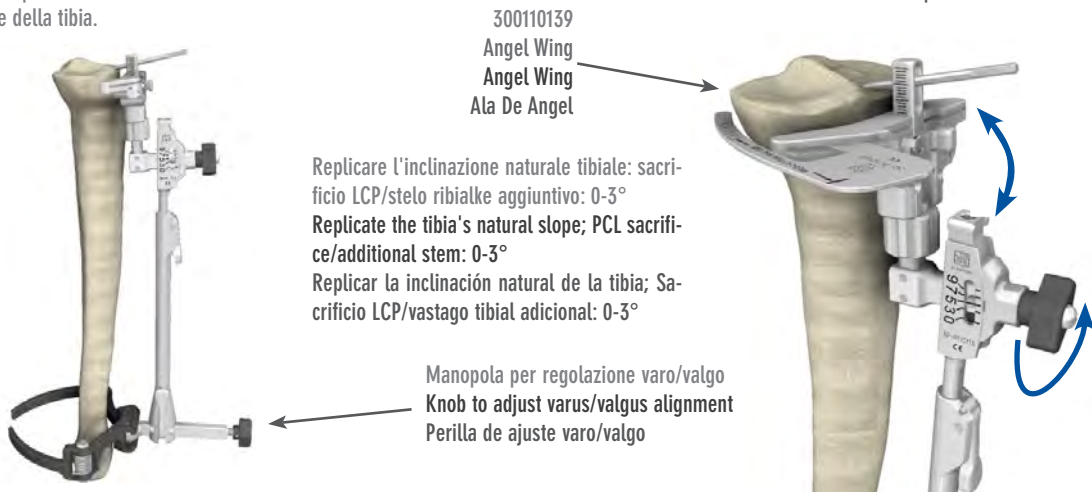 e della tibia.
300110139
Angel Wing
Angel Wing
Ala De Angel
Replicare l'inclinazione naturale tibiale: sacri-
ficio LCP/stelo ribialke aggiuntivo: 0-3°
Replicate the tibia's natural slope; PCL sacrifi-
ce/additional stem: 0-3°
Replicar la inclinación natural de la tibia; Sa-
crificio LCP/vastago tibial adicional: 0-3°
97530
Manopola per regolazione varo/valgo
Knob to adjust varus/valgus alignment
Perilla de ajuste varo/valgo